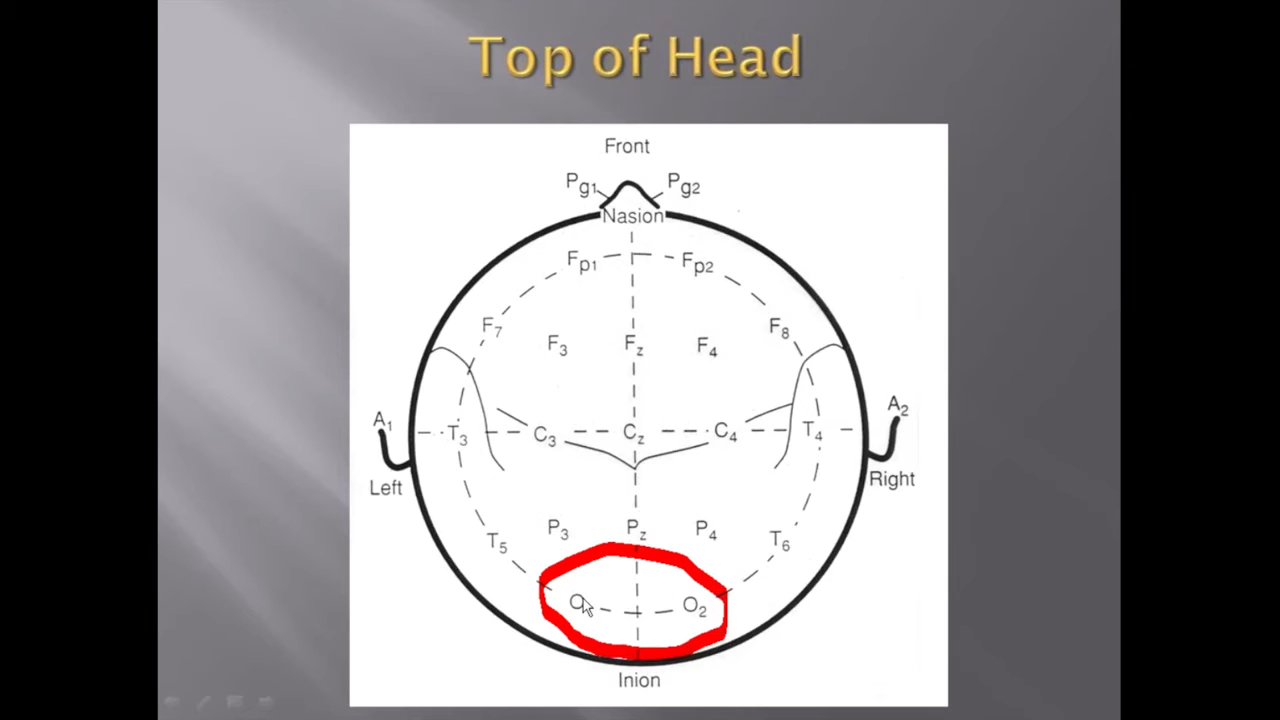 Top of Head
Front
Pg1 Pg2
Nasion
Fp1 Fp2
F7 F3 Fz F4 F8
A1 T3 C3 Cz C4 T4 A2
Left Right
T5 P3 Pz P4 T6
O O2
Inion